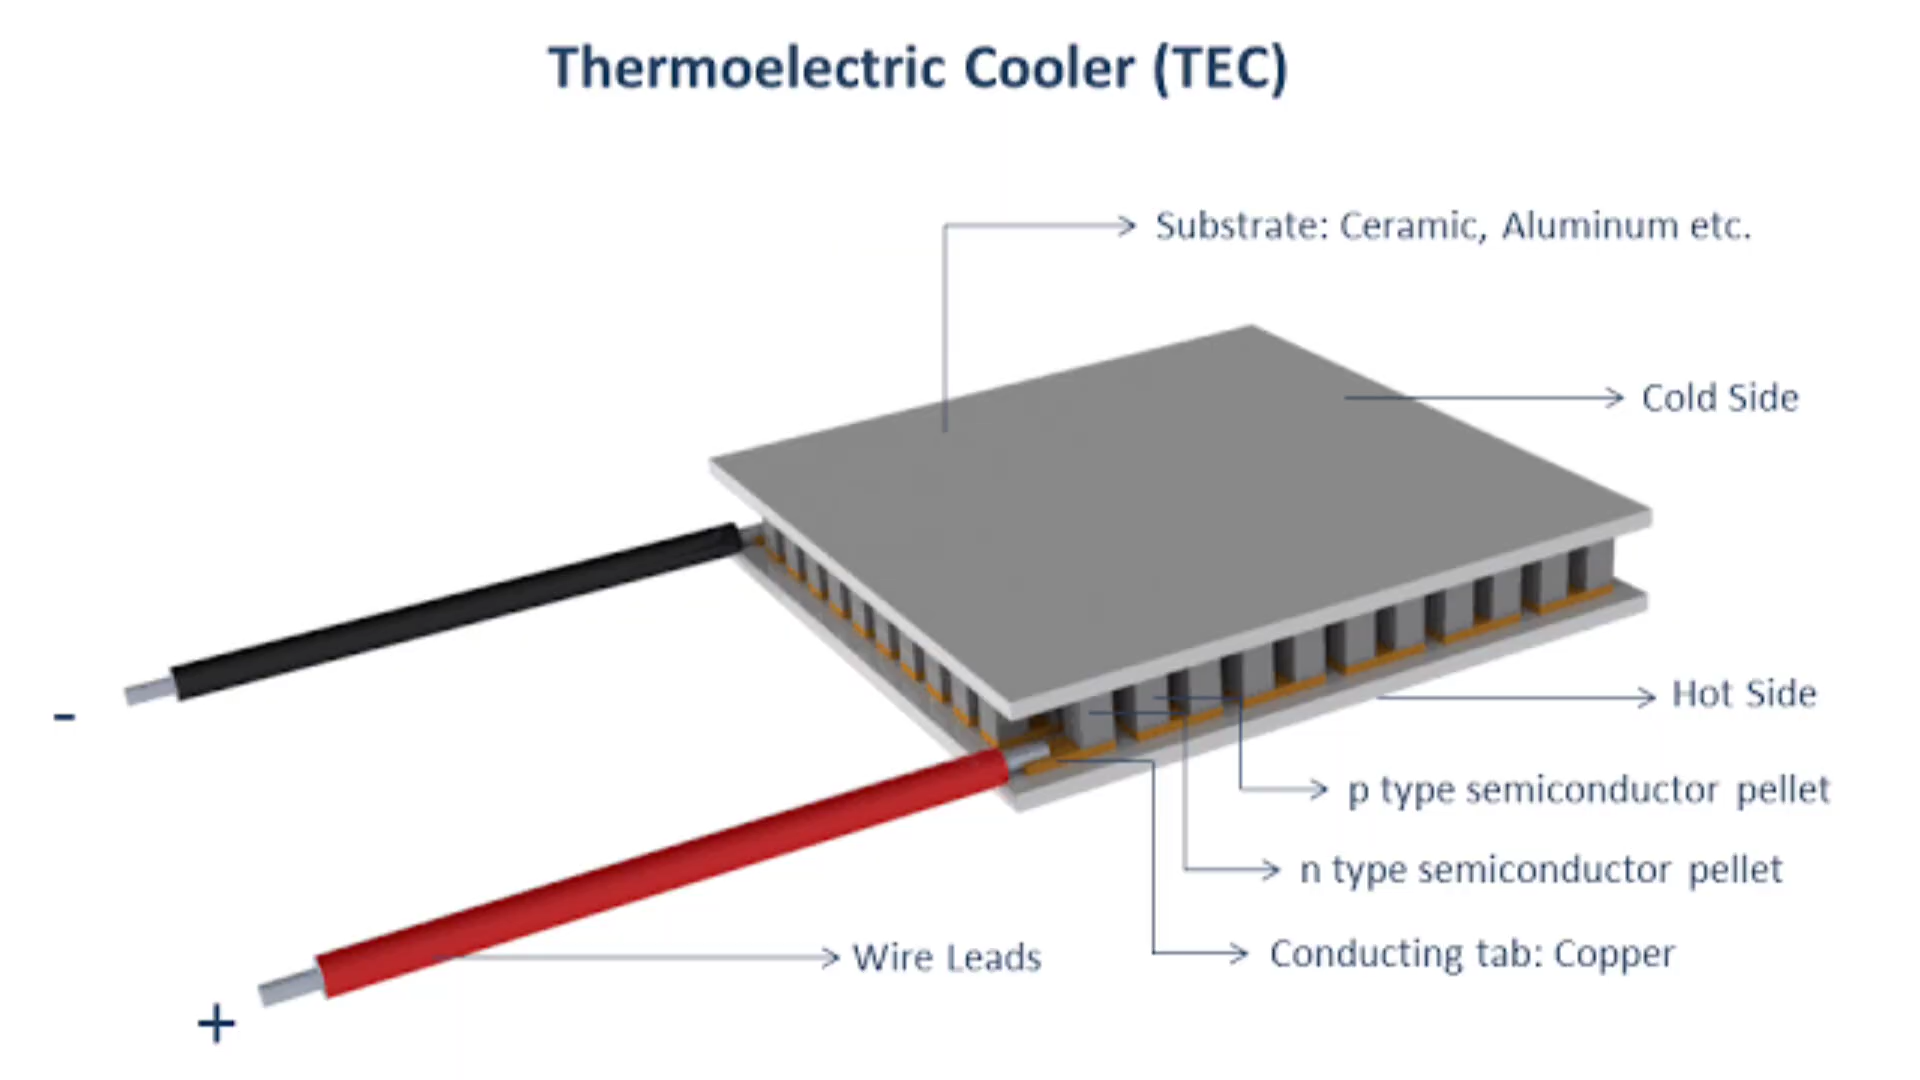 Thermoelectric Cooler (TEC)
Substrate: Ceramic, Aluminum etc.
Cold Side
Hot Side
-
p type semiconductor pellet
n type semiconductor pellet
Wire Leads
Conducting tab: Copper
+